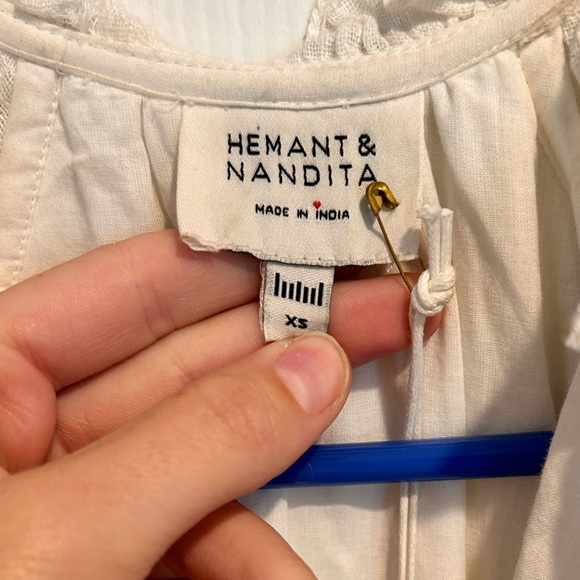 HEMANT &
NANDITA
MADE IN INDIA
XS